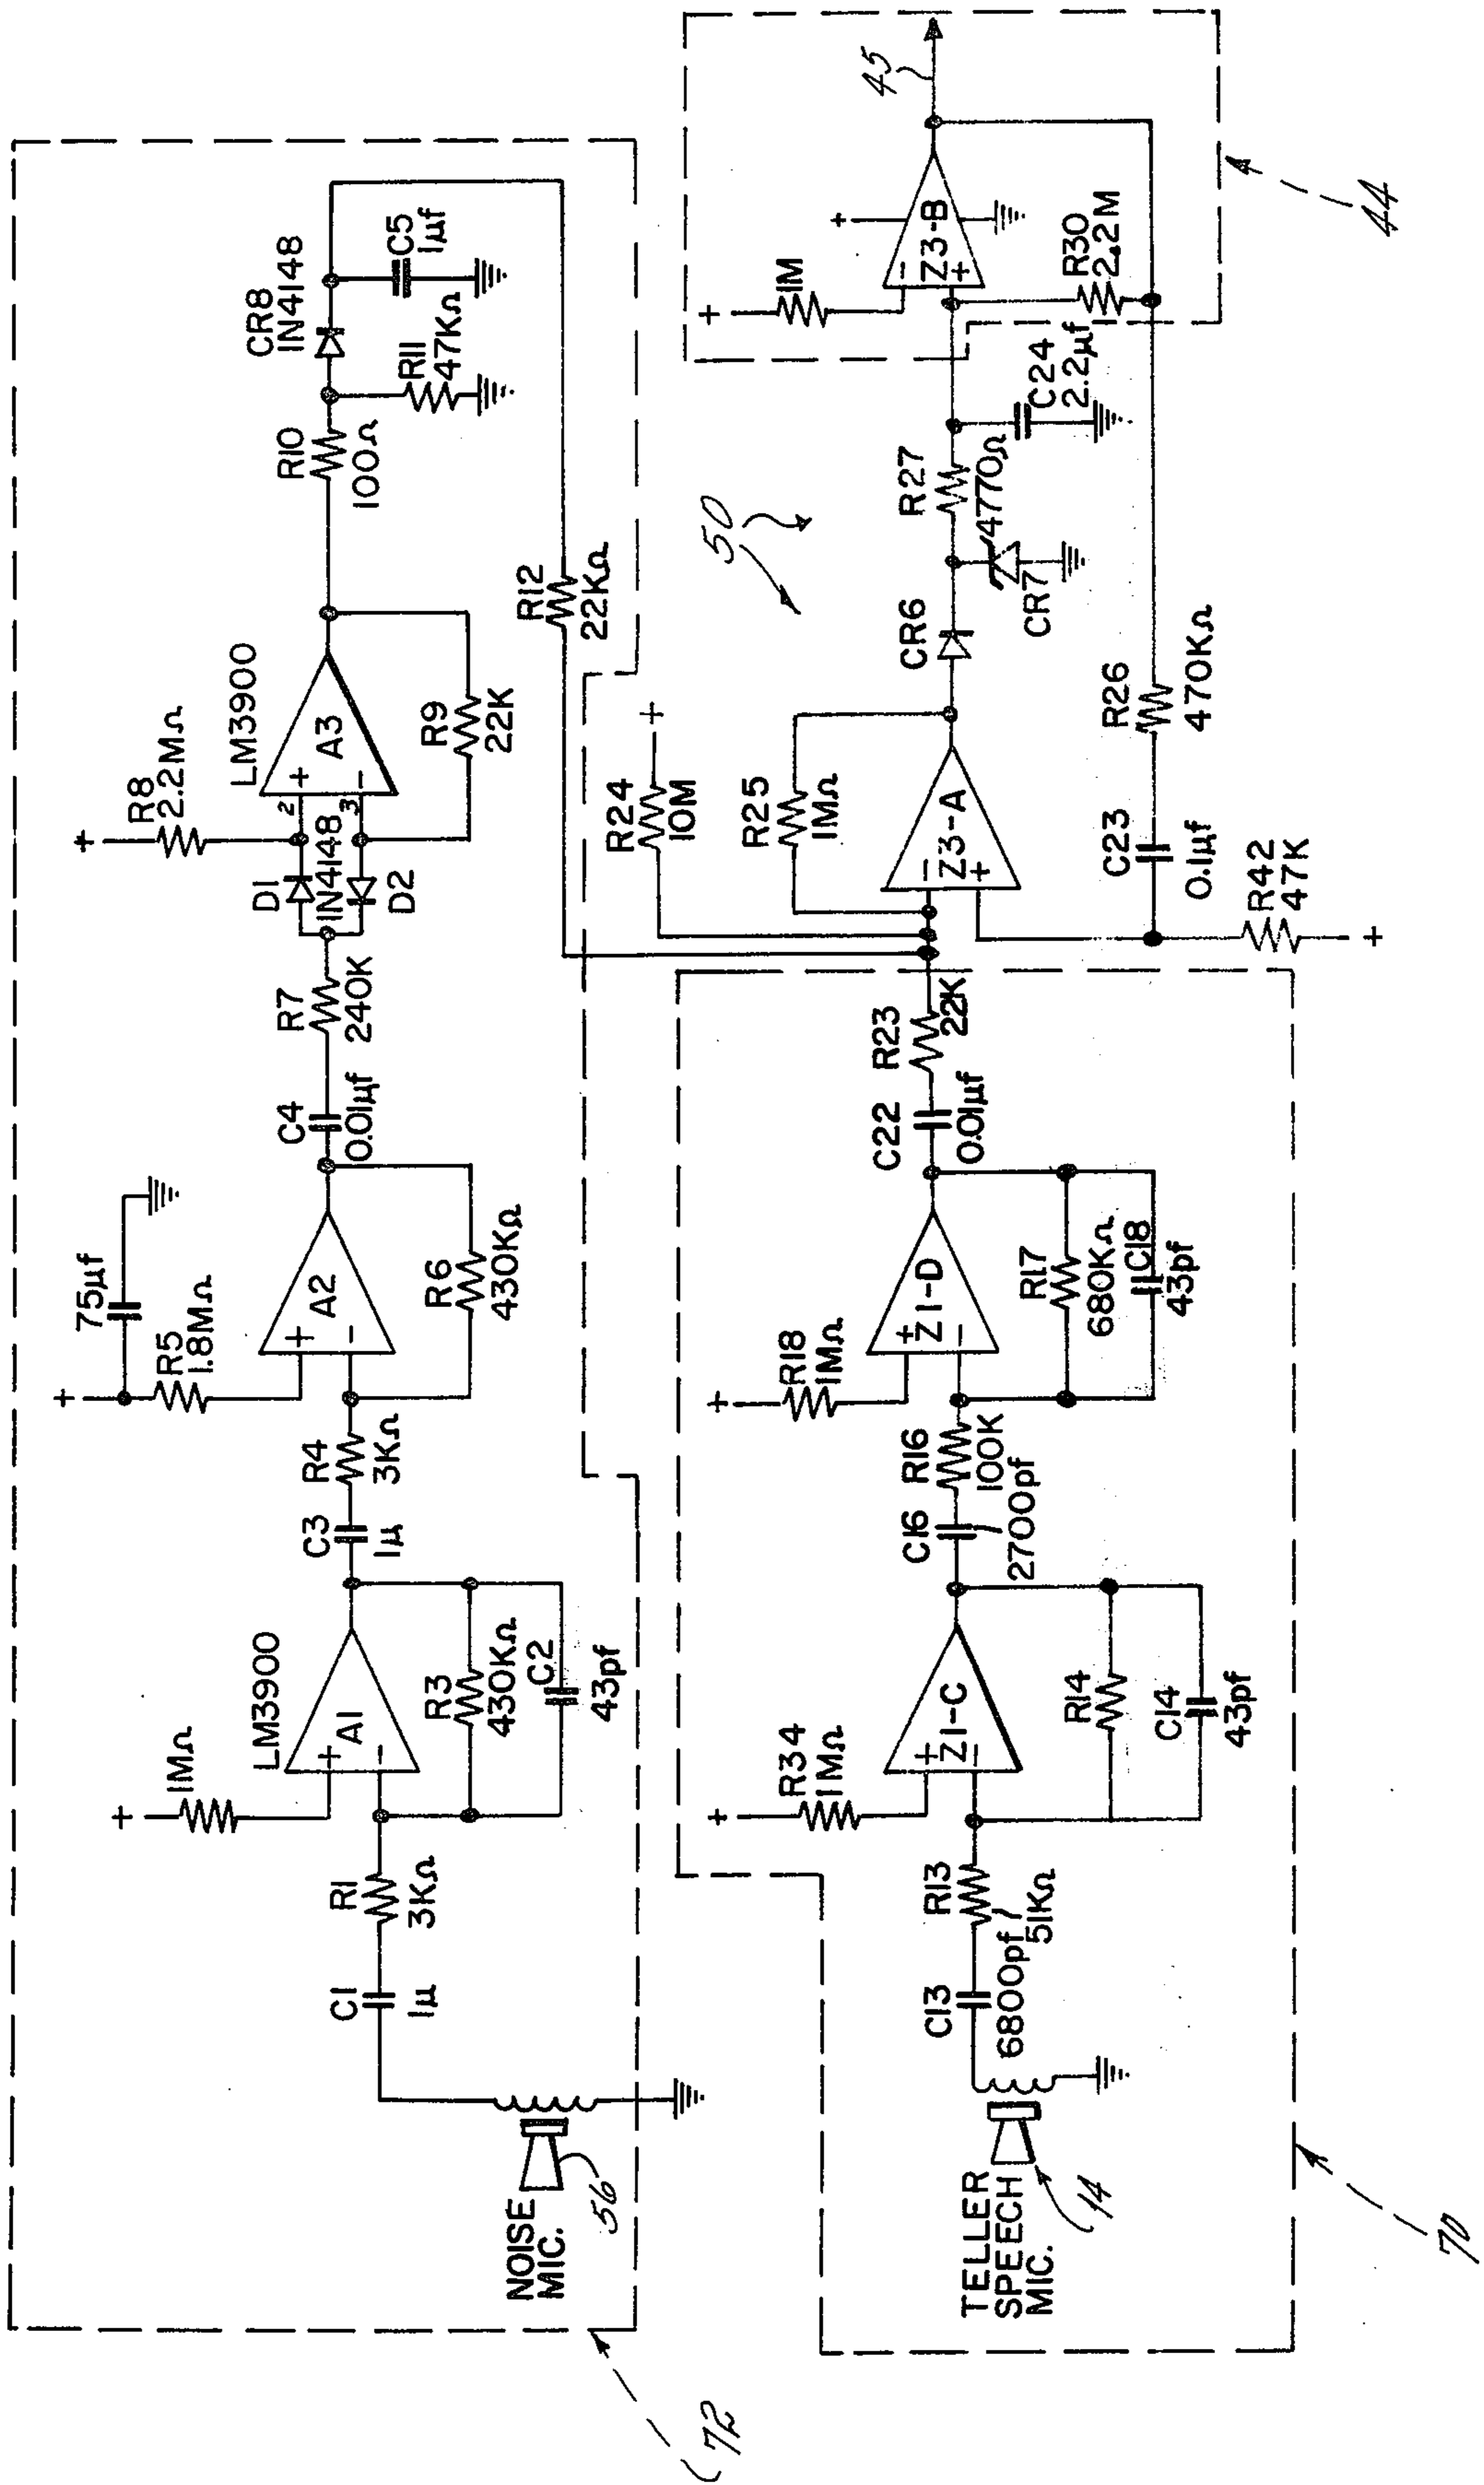 NOISE
MIC.
56
C1
1µ
R1
3KΩ
+
1MΩ
LM3900
+
A1
−
R3
430KΩ
C2
43pf
C3
1µ
R4
3KΩ
75µf
+
R5
1.8MΩ
+
A2
−
R6
430KΩ
C4
0.01µf
R7
240K
D1
1N4148
D2
+
R8
2.2MΩ
LM3900
2
+
A3
3
−
R9
22K
R10
100Ω
CR8
1N4148
R11
47KΩ
C5
1µf
R12
22KΩ
72
TELLER
SPEECH
MIC.
14
C13
6800pf
R13
51KΩ
+
R34
1MΩ
+
Z1-C
−
R14
C14
43pf
C16
2700pf
R16
100K
+
R18
1MΩ
+
Z1-D
−
R17
680KΩ
C18
43pf
C22
0.01µf
R23
22K
70
R24
10M
+
R25
1MΩ
−
Z3-A
+
R42
47K
+
C23
0.1µf
R26
470KΩ
50
CR6
CR7
R27
4770Ω
C24
2.2µf
+
1M
+
−
Z3-B
+
R30
2.2M
45
44